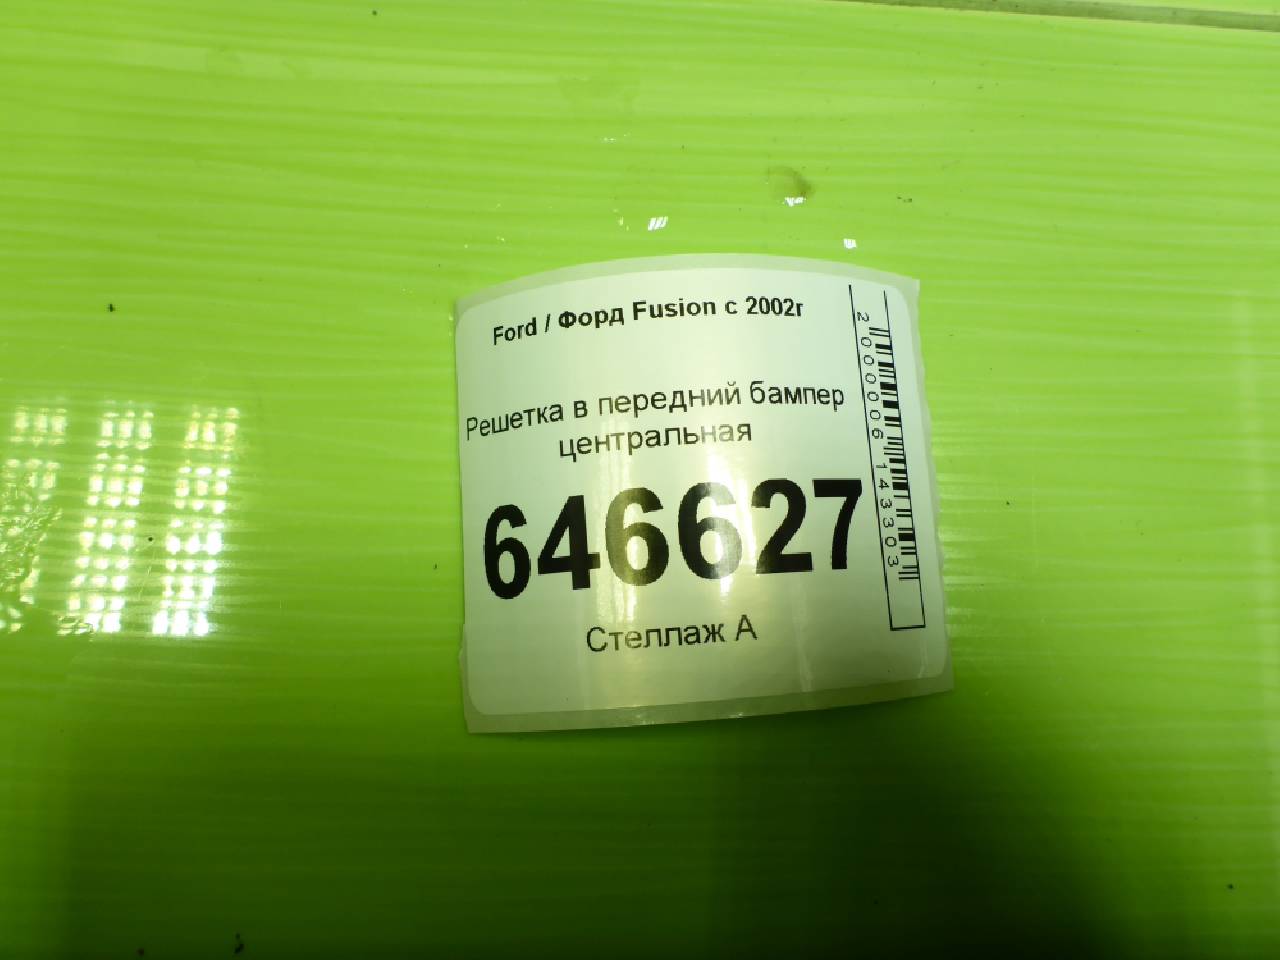 Ford / Форд Fusion с 2002г
Решетка в передний бампер
центральная
646627
Стеллаж А
2000006143303